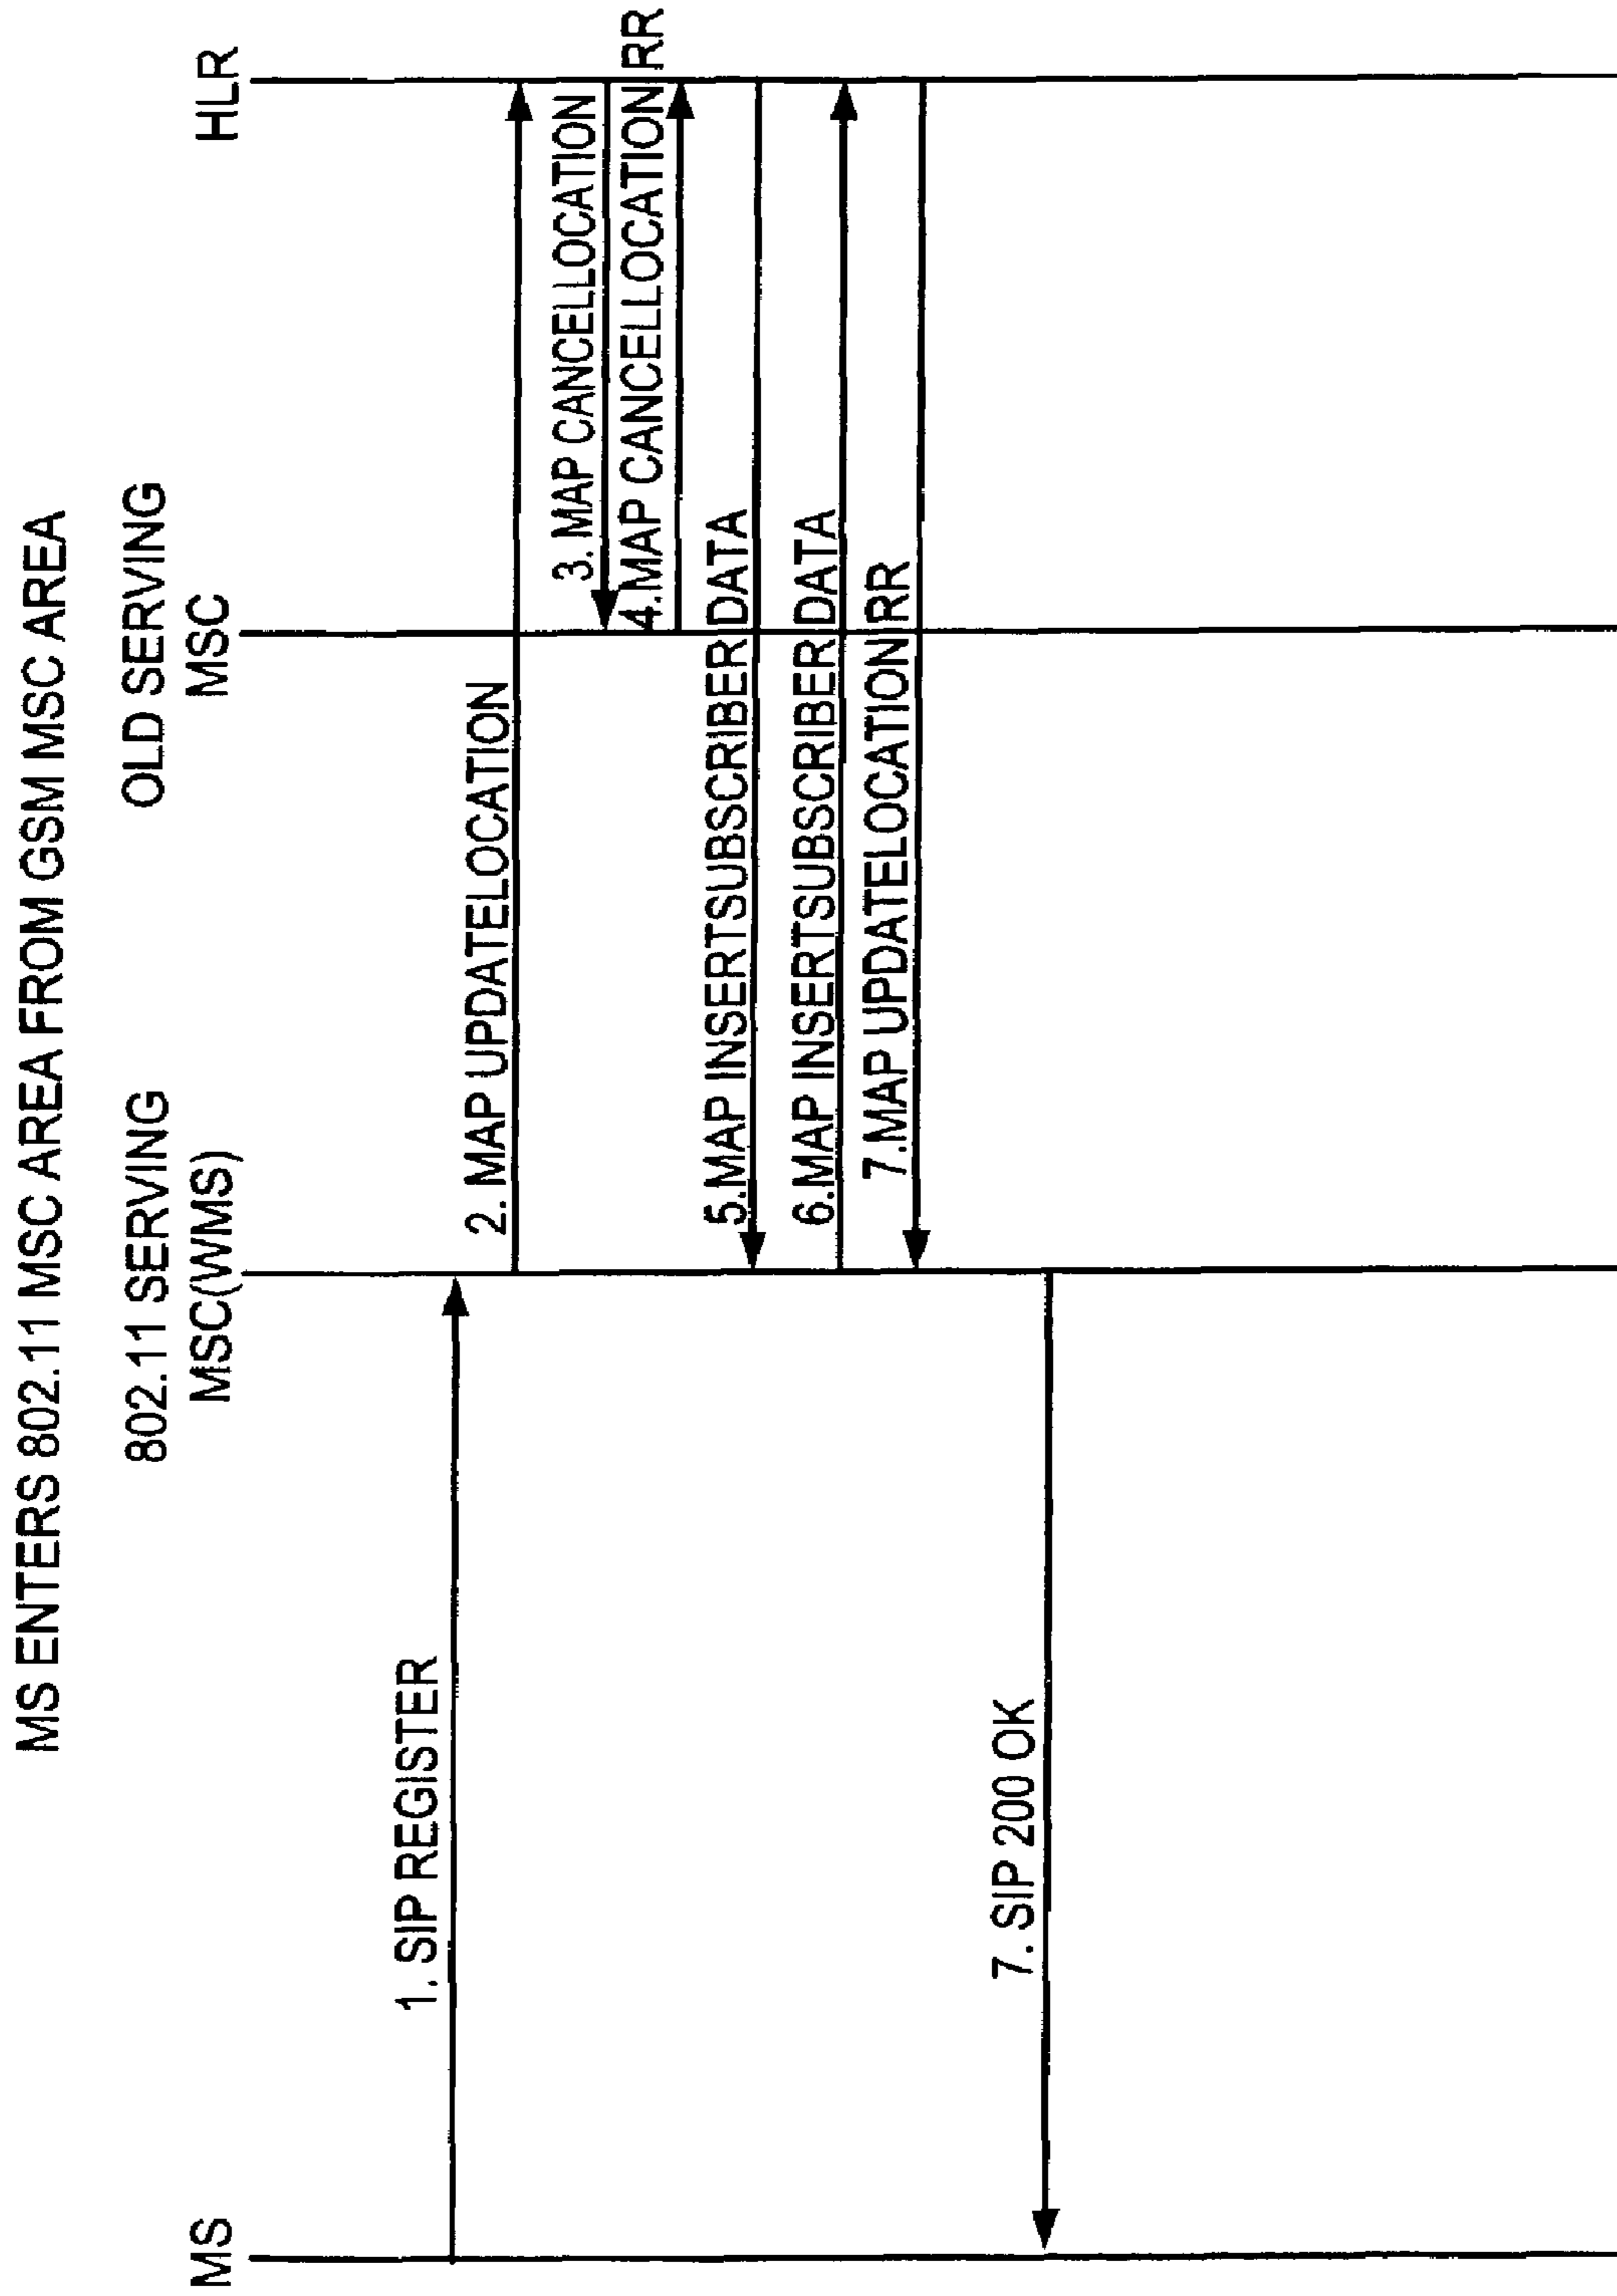 MS ENTERS 802.11 MSC AREA FROM GSM MSC AREA
MS
802.11 SERVING
MSC(WMS)
OLD SERVING
MSC
HLR
1. SIP REGISTER
2. MAP UPDATELOCATION
3. MAP CANCELLOCATION
4.MAP CANCELLOCATION RR
5.MAP INSERTSUBSCRIBER DATA
6.MAP INSERTSUBSCRIBER DATA
7.MAP UPDATELOCATION RR
7. SIP 200 OK